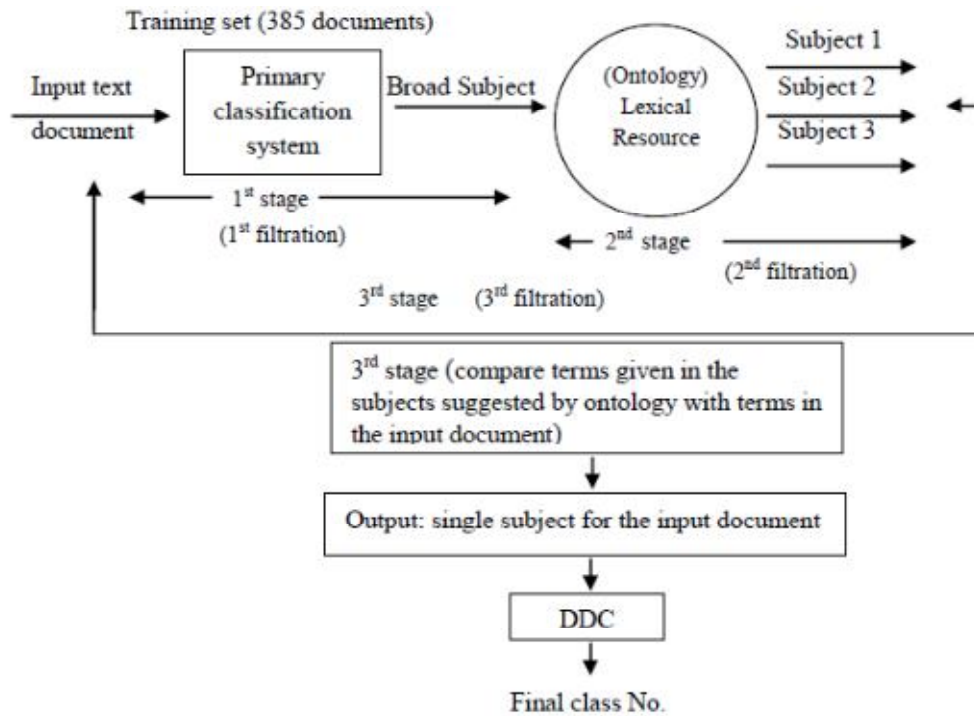 Training set (385 documents)
Input text
document
Primary
classification
system
Broad Subject
(Ontology)
Lexical
Resource
Subject 1
Subject 2
Subject 3
1st stage
(1st filtration)
2nd stage
(2nd filtration)
3rd stage (3rd filtration)
3rd stage (compare terms given in the
subjects suggested by ontology with terms in
the input document)
Output: single subject for the input document
DDC
Final class No.